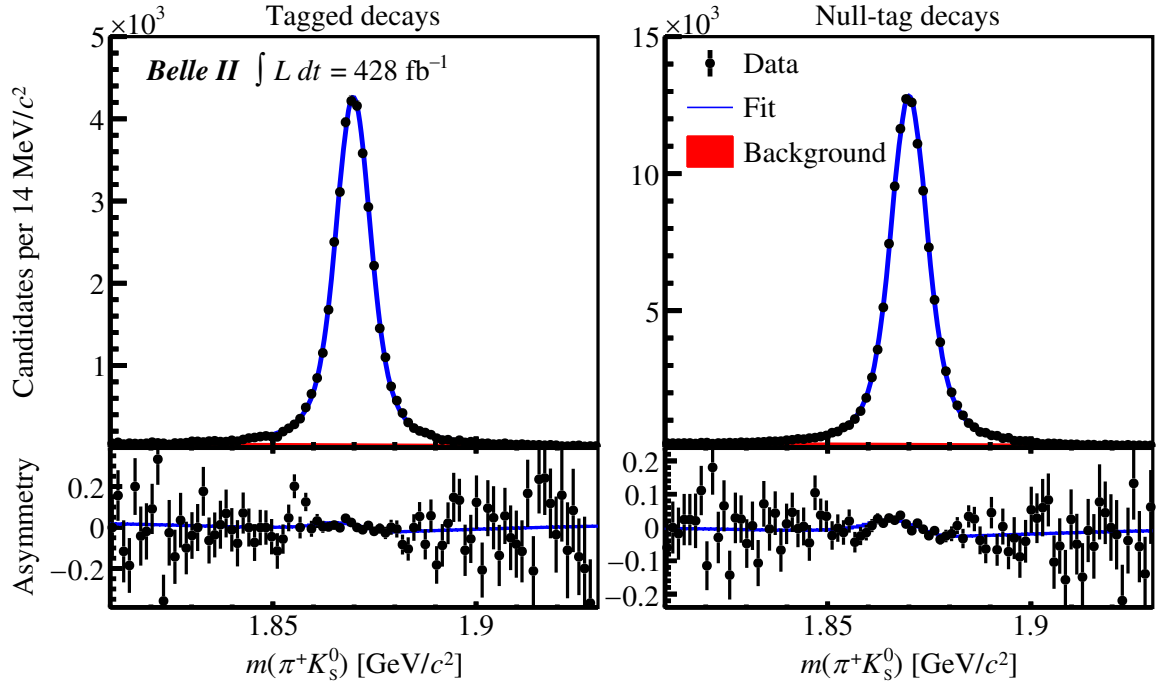 Tagged decays
Null-tag decays
5 ×10³
15 ×10³
Belle II ∫ L dt = 428 fb⁻¹
Data
Fit
Background
4
3
2
1
10
5
Candidates per 14 MeV/c²
0.2
0
−0.2
Asymmetry
0.2
0.1
0
−0.1
−0.2
1.85
1.9
1.85
1.9
m(π⁺K_S⁰) [GeV/c²]
m(π⁺K_S⁰) [GeV/c²]